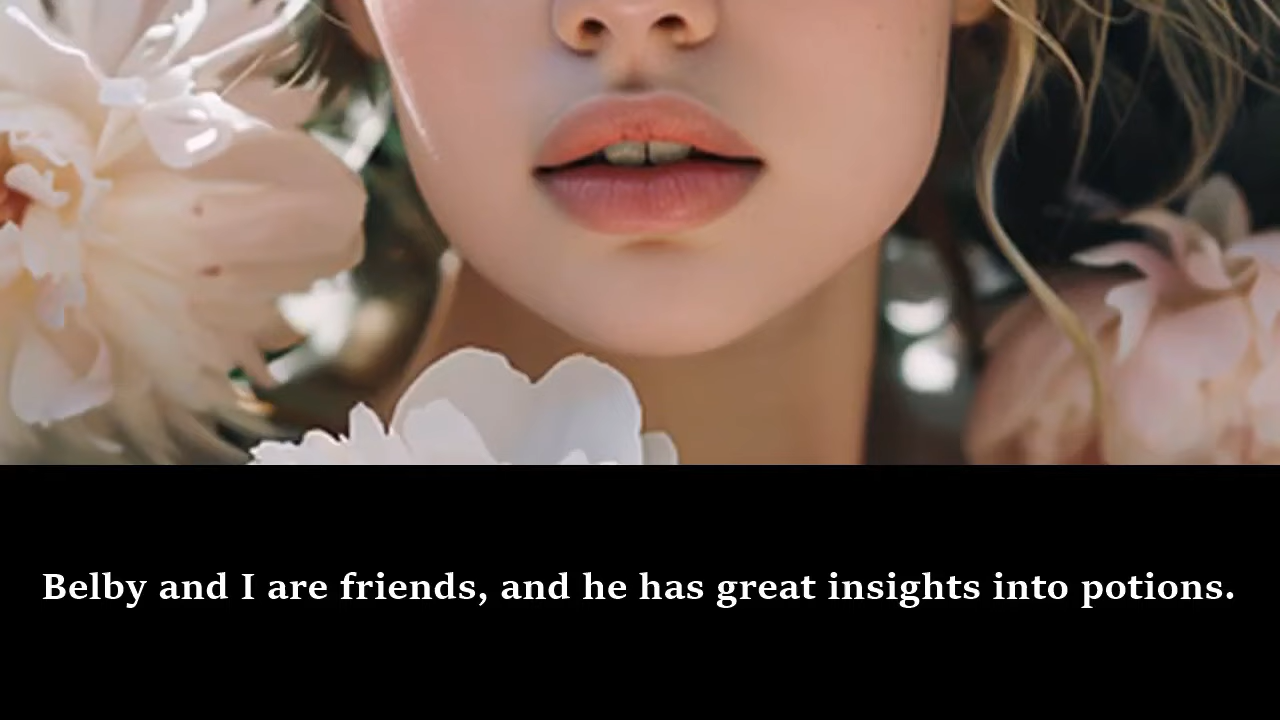 Belby and I are friends, and he has great insights into potions.